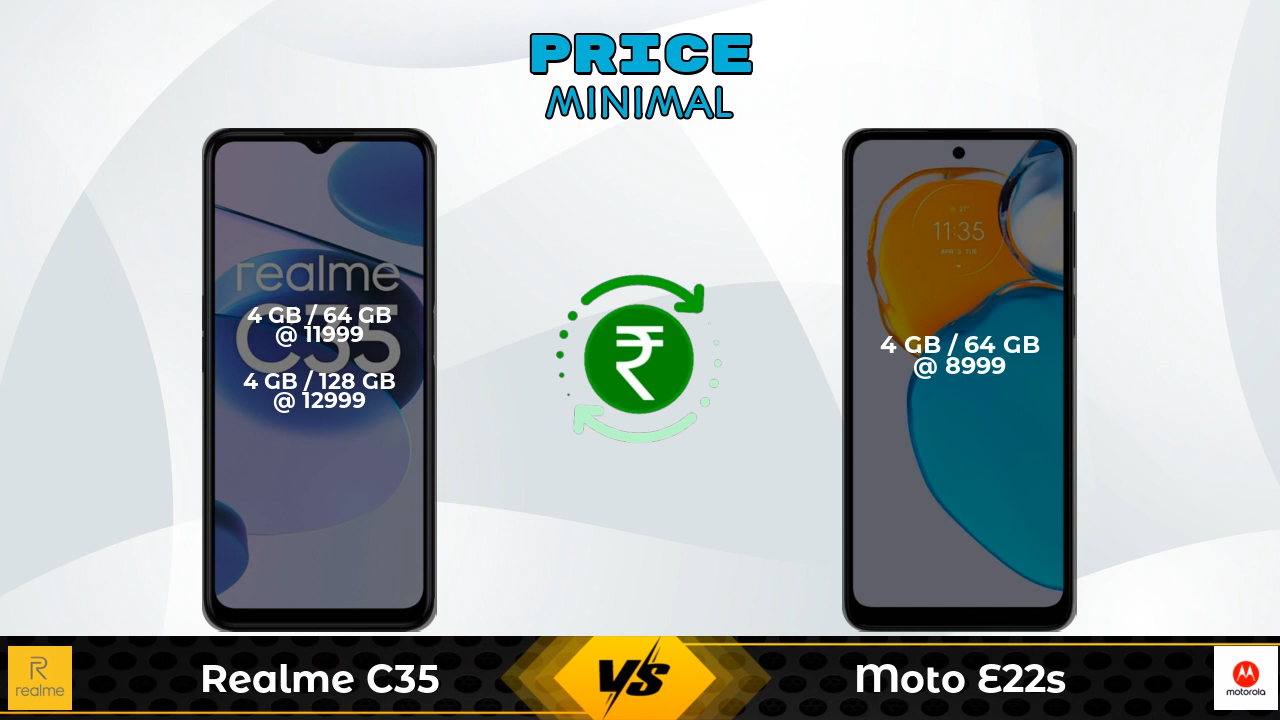 PRICE
MINIMAL
realme
C35
4 GB / 64 GB
@ 11999
4 GB / 128 GB
@ 12999
11:35
4 GB / 64 GB
@ 8999
realme
Realme C35
VS
Moto E22s
motorola